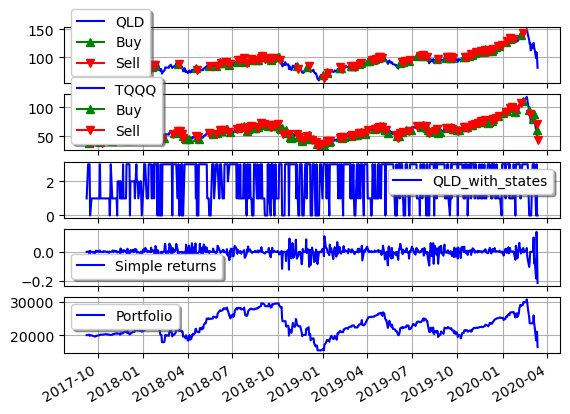 150
100
QLD
Buy
Sell
100
50
TQQQ
Buy
Sell
2
0
QLD_with_states
0.0
−0.2
Simple returns
30000
20000
Portfolio
2017-10
2018-01
2018-04
2018-07
2018-10
2019-01
2019-04
2019-07
2019-10
2020-01
2020-04